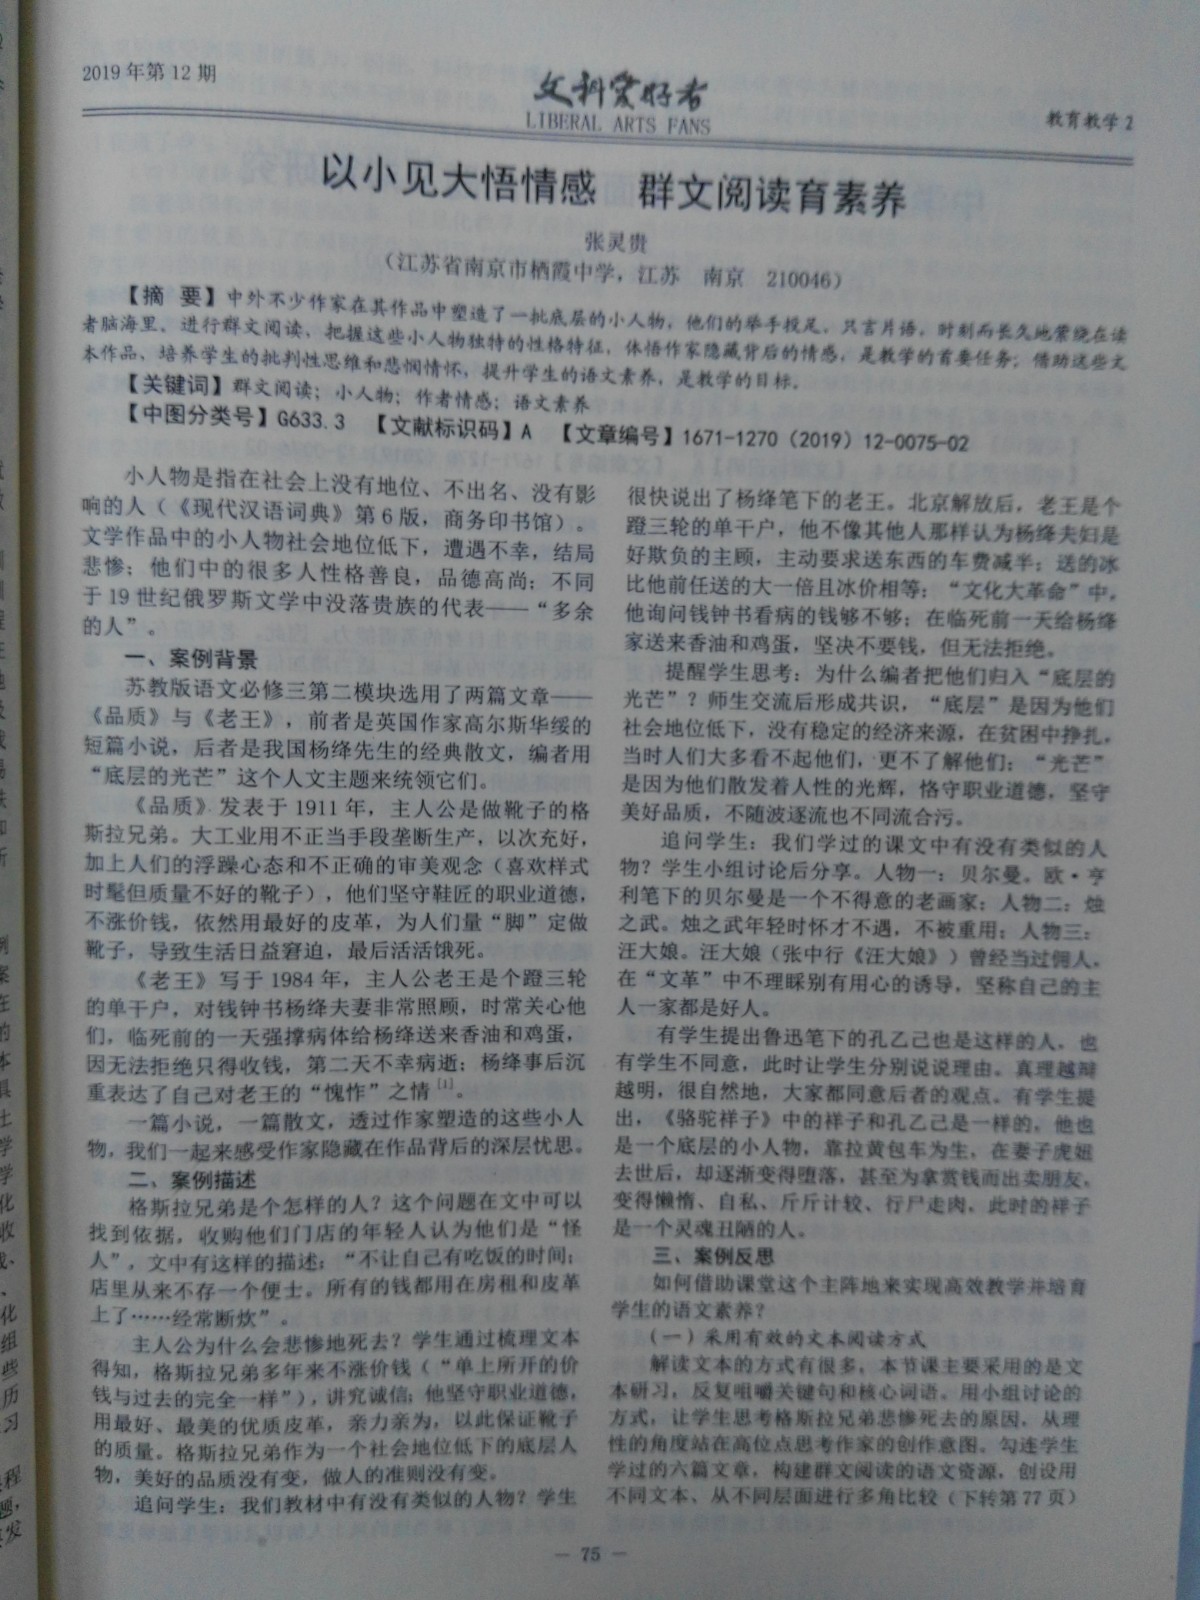 2019 年第 12 期
文科爱好者
LIBERAL ARTS FANS
教育教学 2
以小见大悟情感 群文阅读育素养
张灵贵
（江苏省南京市栖霞中学，江苏 南京 210046）
【摘 要】中外不少作家在其作品中塑造了一批底层的小人物，他们的举手投足、只言片语，时刻而长久地萦绕在读
者脑海里。进行群文阅读、把握这些小人物独特的性格特征，体悟作家隐藏背后的情感，是教学的首要任务；借助这些文
本作品、培养学生的批判性思维和悲悯情怀，提升学生的语文素养，是教学的目标。
【关键词】群文阅读；小人物；作者情感；语文素养
【中图分类号】G633.3 【文献标识码】A 【文章编号】1671-1270（2019）12-0075-02
小人物是指在社会上没有地位、不出名、没有影
响的人（《现代汉语词典》第 6 版，商务印书馆）。
文学作品中的小人物社会地位低下，遭遇不幸，结局
悲惨；他们中的很多人性格善良，品德高尚；不同
于 19 世纪俄罗斯文学中没落贵族的代表——“多余
的人”。
一、案例背景
苏教版语文必修三第二模块选用了两篇文章——
《品质》与《老王》，前者是英国作家高尔斯华绥的
短篇小说，后者是我国杨绛先生的经典散文，编者用
“底层的光芒”这个人文主题来统领它们。
《品质》发表于 1911 年，主人公是做靴子的格
斯拉兄弟。大工业用不正当手段垄断生产，以次充好，
加上人们的浮躁心态和不正确的审美观念（喜欢样式
时髦但质量不好的靴子），他们坚守鞋匠的职业道德，
不涨价钱，依然用最好的皮革，为人们量“脚”定做
靴子，导致生活日益窘迫，最后活活饿死。
《老王》写于 1984 年，主人公老王是个蹬三轮
的单干户，对钱钟书杨绛夫妻非常照顾，时常关心他
们，临死前的一天强撑病体给杨绛送来香油和鸡蛋，
因无法拒绝只得收钱，第二天不幸病逝；杨绛事后沉
重表达了自己对老王的“愧怍”之情[1]。
一篇小说，一篇散文，透过作家塑造的这些小人
物，我们一起来感受作家隐藏在作品背后的深层忧思。
二、案例描述
格斯拉兄弟是个怎样的人？这个问题在文中可以
找到依据，收购他们门店的年轻人认为他们是“怪
人”，文中有这样的描述：“不让自己有吃饭的时间；
店里从来不存一个便士。所有的钱都用在房租和皮革
上了……经常断炊”。
主人公为什么会悲惨地死去？学生通过梳理文本
得知，格斯拉兄弟多年来不涨价钱（“单上所开的价
钱与过去的完全一样”），讲究诚信；他坚守职业道德，
用最好、最美的优质皮革，亲力亲为，以此保证靴子
的质量。格斯拉兄弟作为一个社会地位低下的底层人
物，美好的品质没有变，做人的准则没有变。
追问学生：我们教材中有没有类似的人物？学生
很快说出了杨绛笔下的老王。北京解放后，老王是个
蹬三轮的单干户，他不像其他人那样认为杨绛夫妇是
好欺负的主顾，主动要求送东西的车费减半；送的冰
比他前任送的大一倍且冰价相等；“文化大革命”中，
他询问钱钟书看病的钱够不够；在临死前一天给杨绛
家送来香油和鸡蛋，坚决不要钱，但无法拒绝。
提醒学生思考：为什么编者把他们归入“底层的
光芒”？师生交流后形成共识，“底层”是因为他们
社会地位低下，没有稳定的经济来源，在贫困中挣扎，
当时人们大多看不起他们，更不了解他们；“光芒”
是因为他们散发着人性的光辉，恪守职业道德，坚守
美好品质，不随波逐流也不同流合污。
追问学生：我们学过的课文中有没有类似的人
物？学生小组讨论后分享。人物一：贝尔曼。欧·亨
利笔下的贝尔曼是一个不得意的老画家；人物二：烛
之武。烛之武年轻时怀才不遇，不被重用；人物三：
汪大娘。汪大娘（张中行《汪大娘》）曾经当过佣人，
在“文革”中不理睬别有用心的诱导，坚称自己的主
人一家都是好人。
有学生提出鲁迅笔下的孔乙己也是这样的人，也
有学生不同意，此时让学生分别说说理由。真理越辩
越明，很自然地，大家都同意后者的观点。有学生提
出，《骆驼祥子》中的祥子和孔乙己是一样的，他也
是一个底层的小人物，靠拉黄包车为生，在妻子虎妞
去世后，却逐渐变得堕落，甚至为拿赏钱而出卖朋友，
变得懒惰、自私、斤斤计较、行尸走肉，此时的祥子
是一个灵魂丑陋的人。
三、案例反思
如何借助课堂这个主阵地来实现高效教学并培育
学生的语文素养？
（一）采用有效的文本阅读方式
解读文本的方式有很多，本节课主要采用的是文
本研习，反复咀嚼关键句和核心词语。用小组讨论的
方式，让学生思考格斯拉兄弟悲惨死去的原因，从理
性的角度站在高位点思考作家的创作意图。勾连学生
学过的六篇文章，构建群文阅读的语文资源，创设用
不同文本、从不同层面进行多角比较（下转第 77 页）
— 75 —